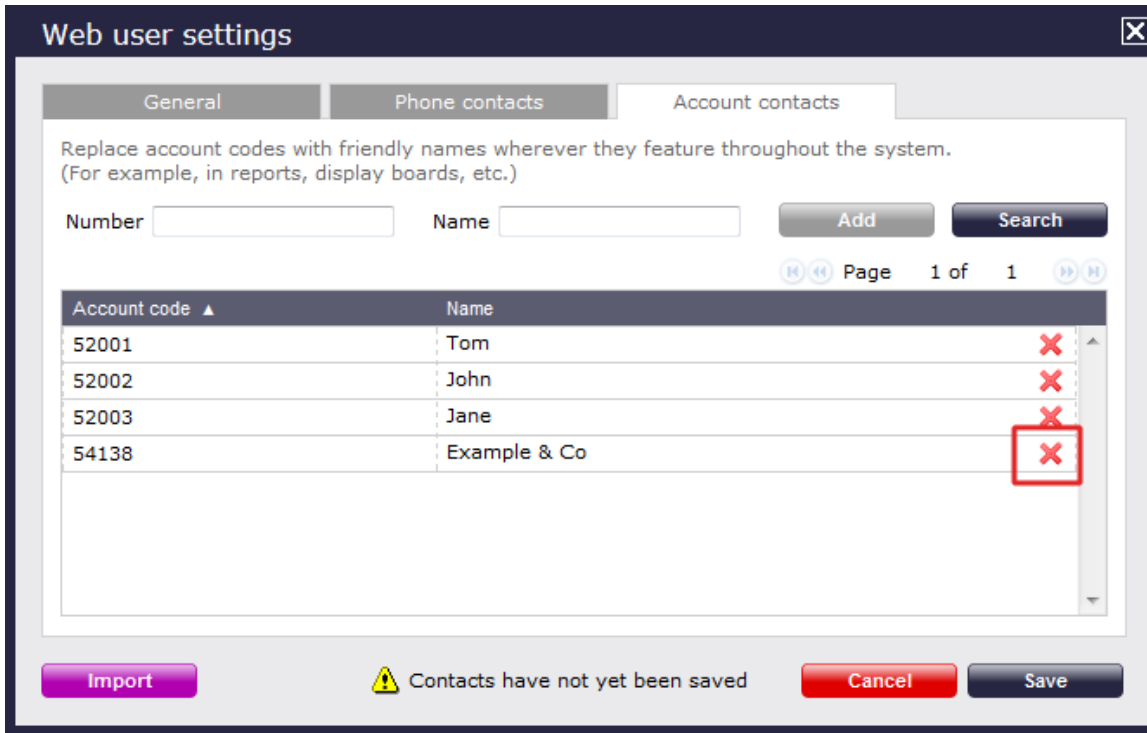 Web user settings
General Phone contacts Account contacts
Replace account codes with friendly names wherever they feature throughout the system.
(For example, in reports, display boards, etc.)
Number Name Add Search
Page 1 of 1
Account code ▲ Name
52001 Tom
52002 John
52003 Jane
54138 Example & Co
Import Contacts have not yet been saved Cancel Save